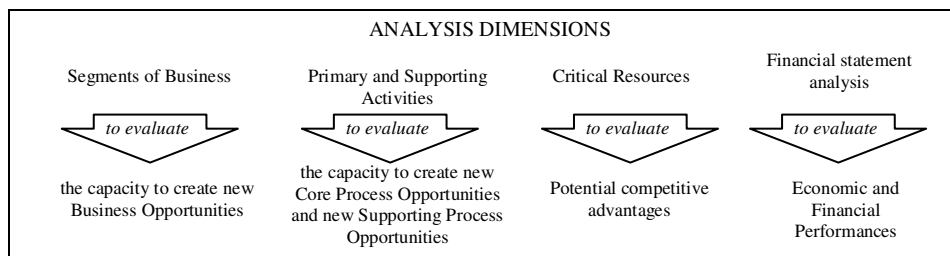 ANALYSIS DIMENSIONS
Segments of Business
to evaluate
the capacity to create new
Business Opportunities
Primary and Supporting
Activities
to evaluate
the capacity to create new
Core Process Opportunities
and new Supporting Process
Opportunities
Critical Resources
to evaluate
Potential competitive
advantages
Financial statement
analysis
to evaluate
Economic and
Financial
Performances